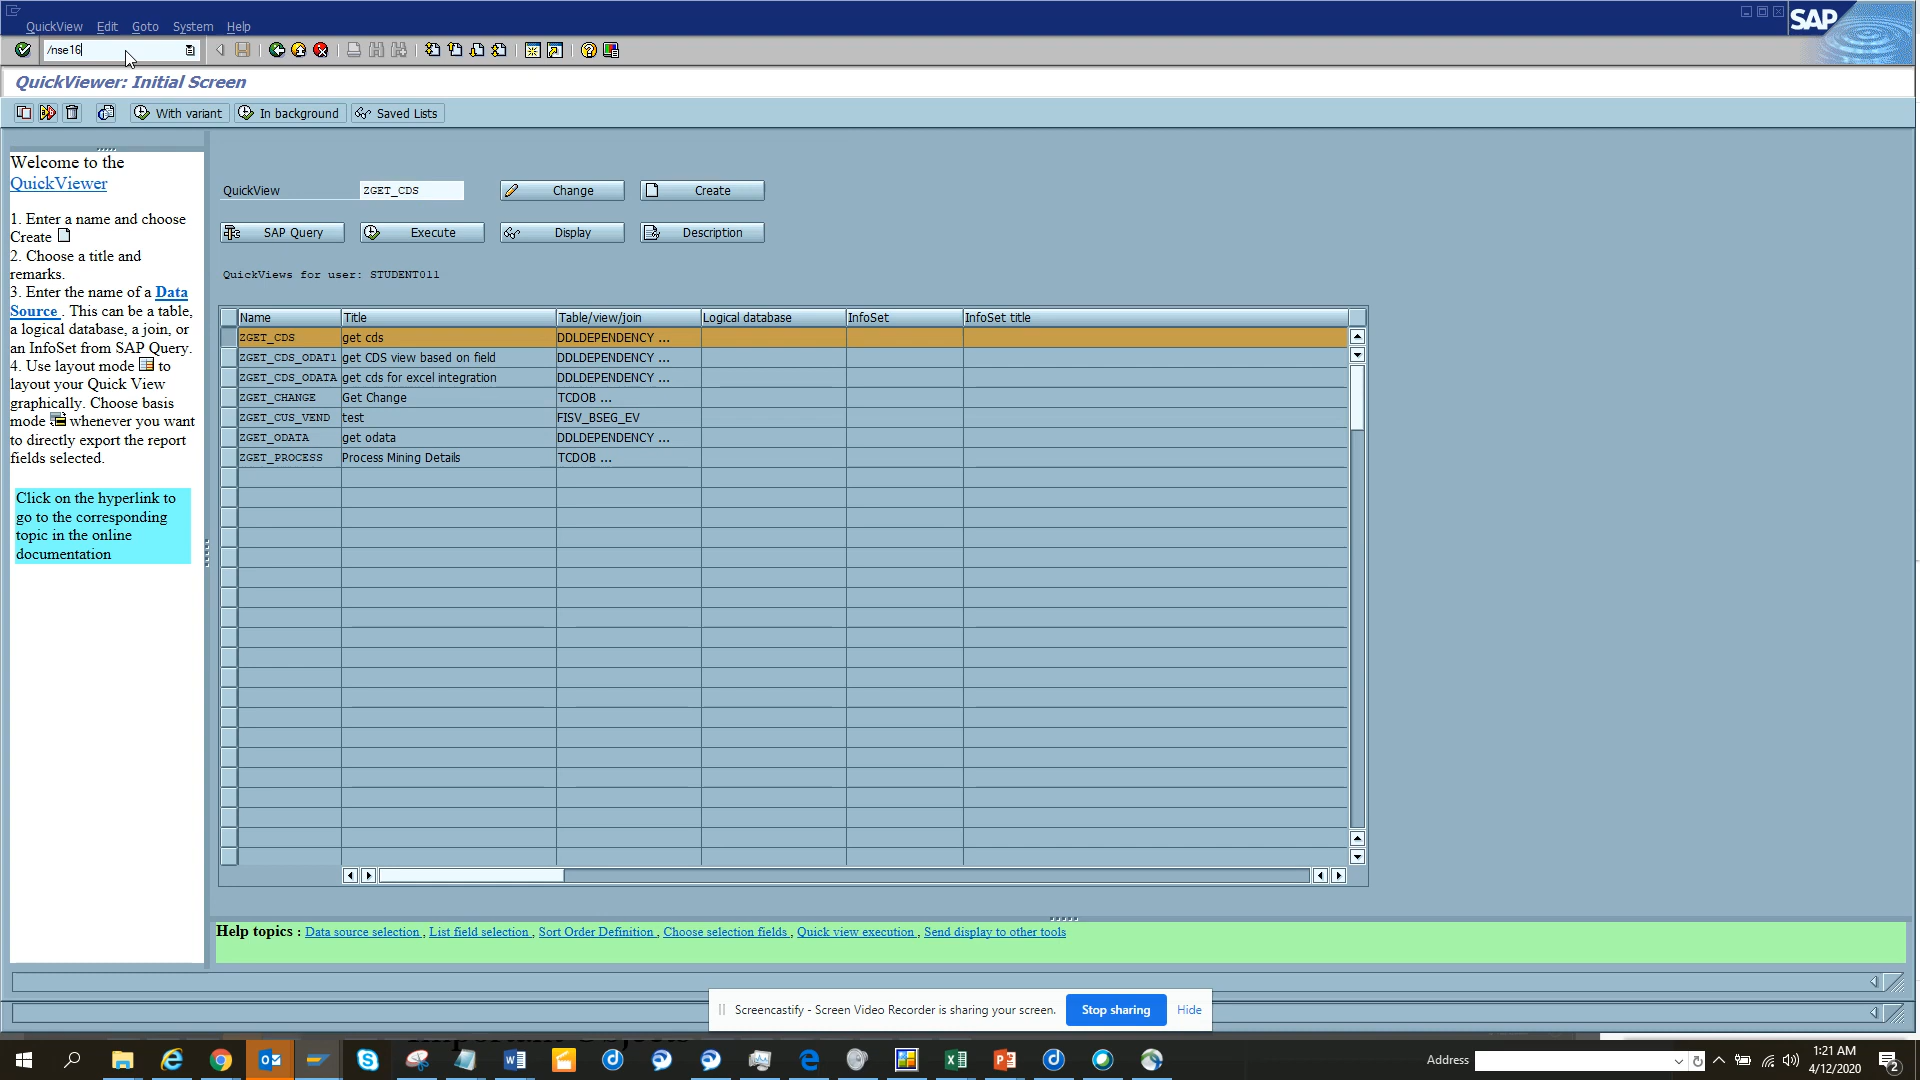 QuickView Edit Goto System Help
SAP
/nse16
QuickViewer: Initial Screen
With variant In background Saved Lists
Welcome to the
QuickViewer
1. Enter a name and choose
Create
2. Choose a title and
remarks.
3. Enter the name of a Data
Source . This can be a table,
a logical database, a join, or
an InfoSet from SAP Query.
4. Use layout mode to
layout your Quick View
graphically. Choose basis
mode whenever you want
to directly export the report
fields selected.
Click on the hyperlink to
go to the corresponding
topic in the online
documentation
QuickView ZGET_CDS Change Create
SAP Query Execute Display Description
QuickViews for user: STUDENT011
Name Title Table/view/join Logical database InfoSet InfoSet title
ZGET_CDS get cds DDLDEPENDENCY ...
ZGET_CDS_ODAT1 get CDS view based on field DDLDEPENDENCY ...
ZGET_CDS_ODATA get cds for excel integration DDLDEPENDENCY ...
ZGET_CHANGE Get Change TCDOB ...
ZGET_CUS_VEND test FISV_BSEG_EV
ZGET_ODATA get odata DDLDEPENDENCY ...
ZGET_PROCESS Process Mining Details TCDOB ...
Help topics : Data source selection , List field selection , Sort Order Definition , Choose selection fields , Quick view execution , Send display to other tools
Screencastify - Screen Video Recorder is sharing your screen. Stop sharing Hide
Address
1:21 AM
4/12/2020
2